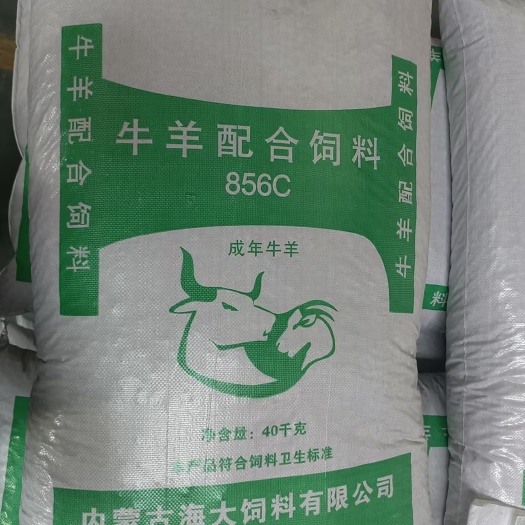 牛羊配合饲料
牛羊配合饲料
856C
牛羊配合饲料
成年牛羊
净含量：40千克
本产品符合饲料卫生标准
内蒙古海大饲料有限公司
料